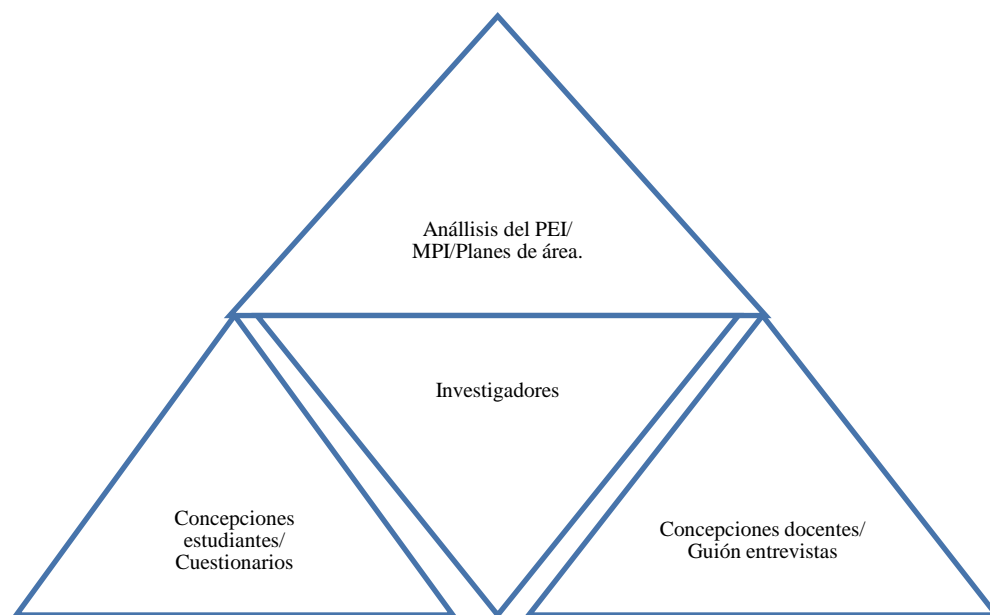 Anállisis del PEI/
MPI/Planes de área.
Investigadores
Concepciones
estudiantes/
Cuestionarios
Concepciones docentes/
Guión entrevistas